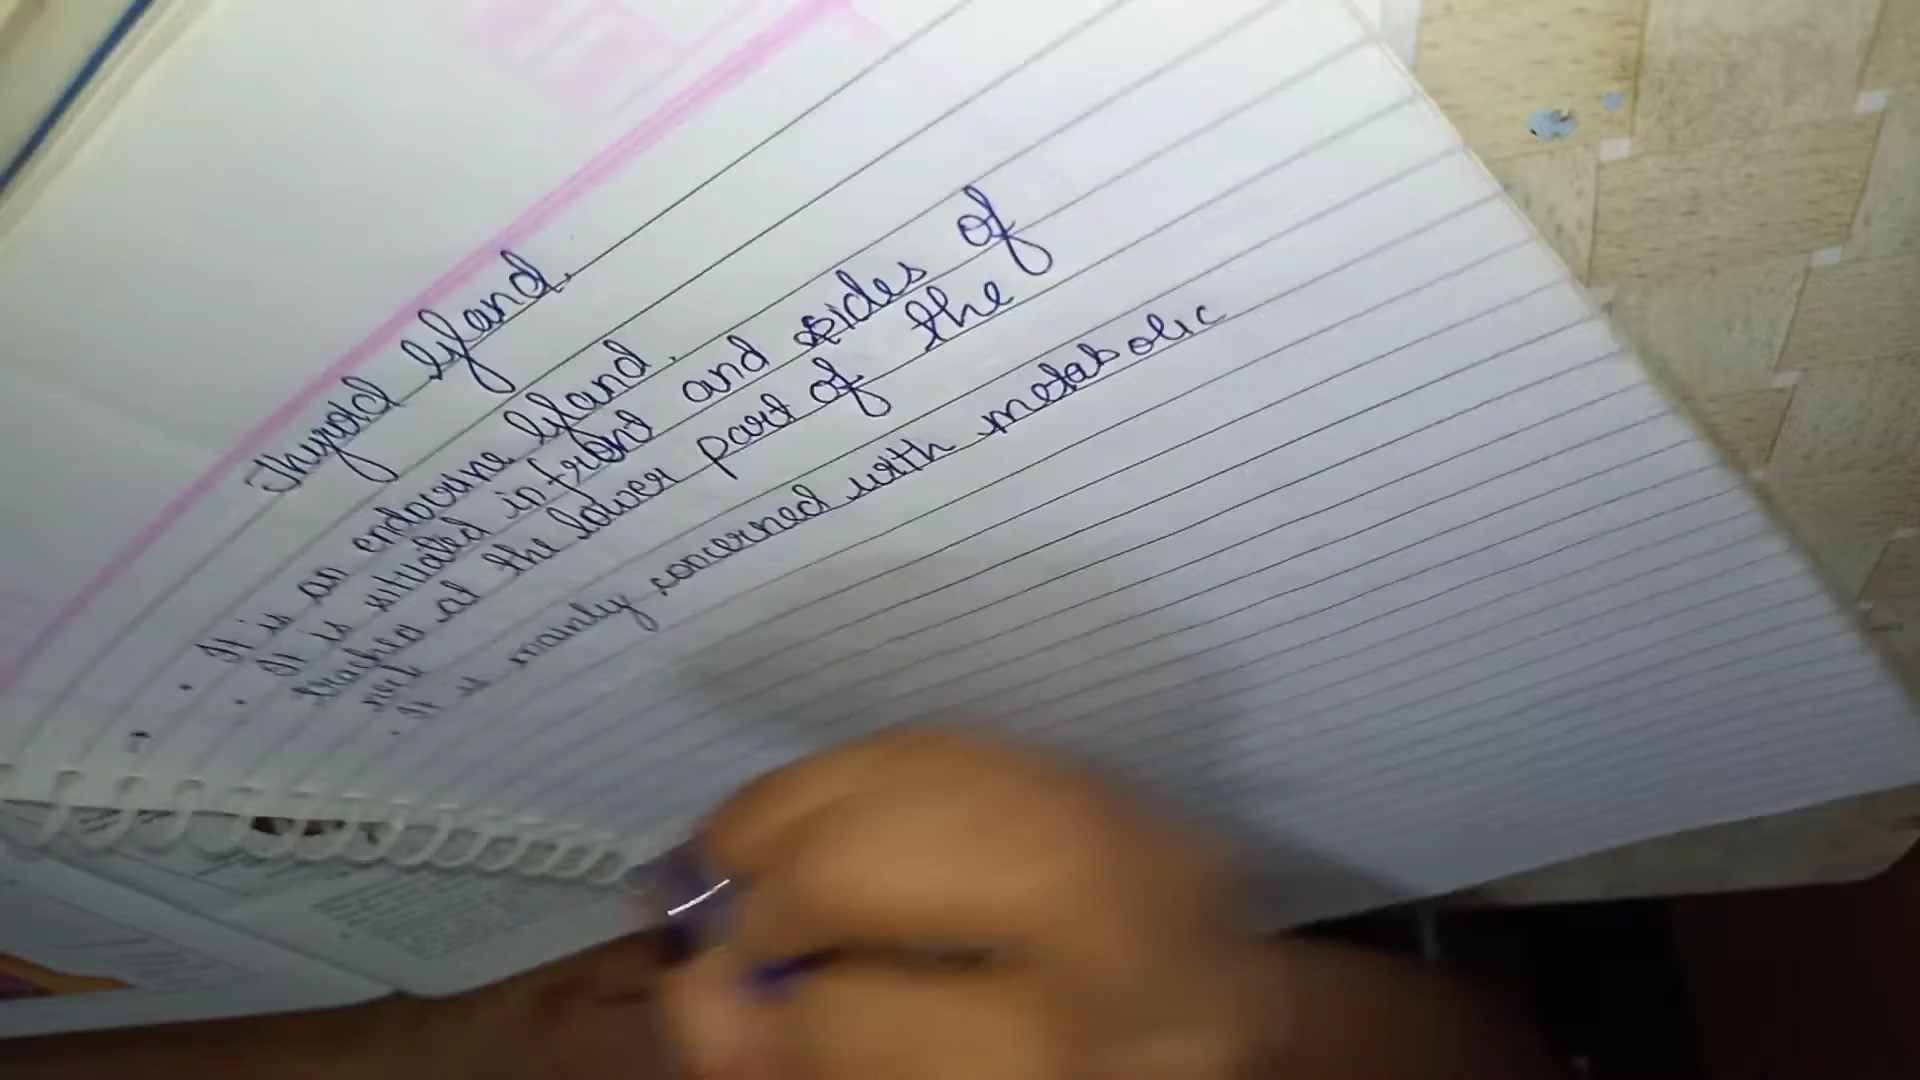 Thyroid Gland.
• It is an endocrine Gland.
• It is situated in front and sides of
trachea at the lower part of the
• It is mainly concerned with metabolic